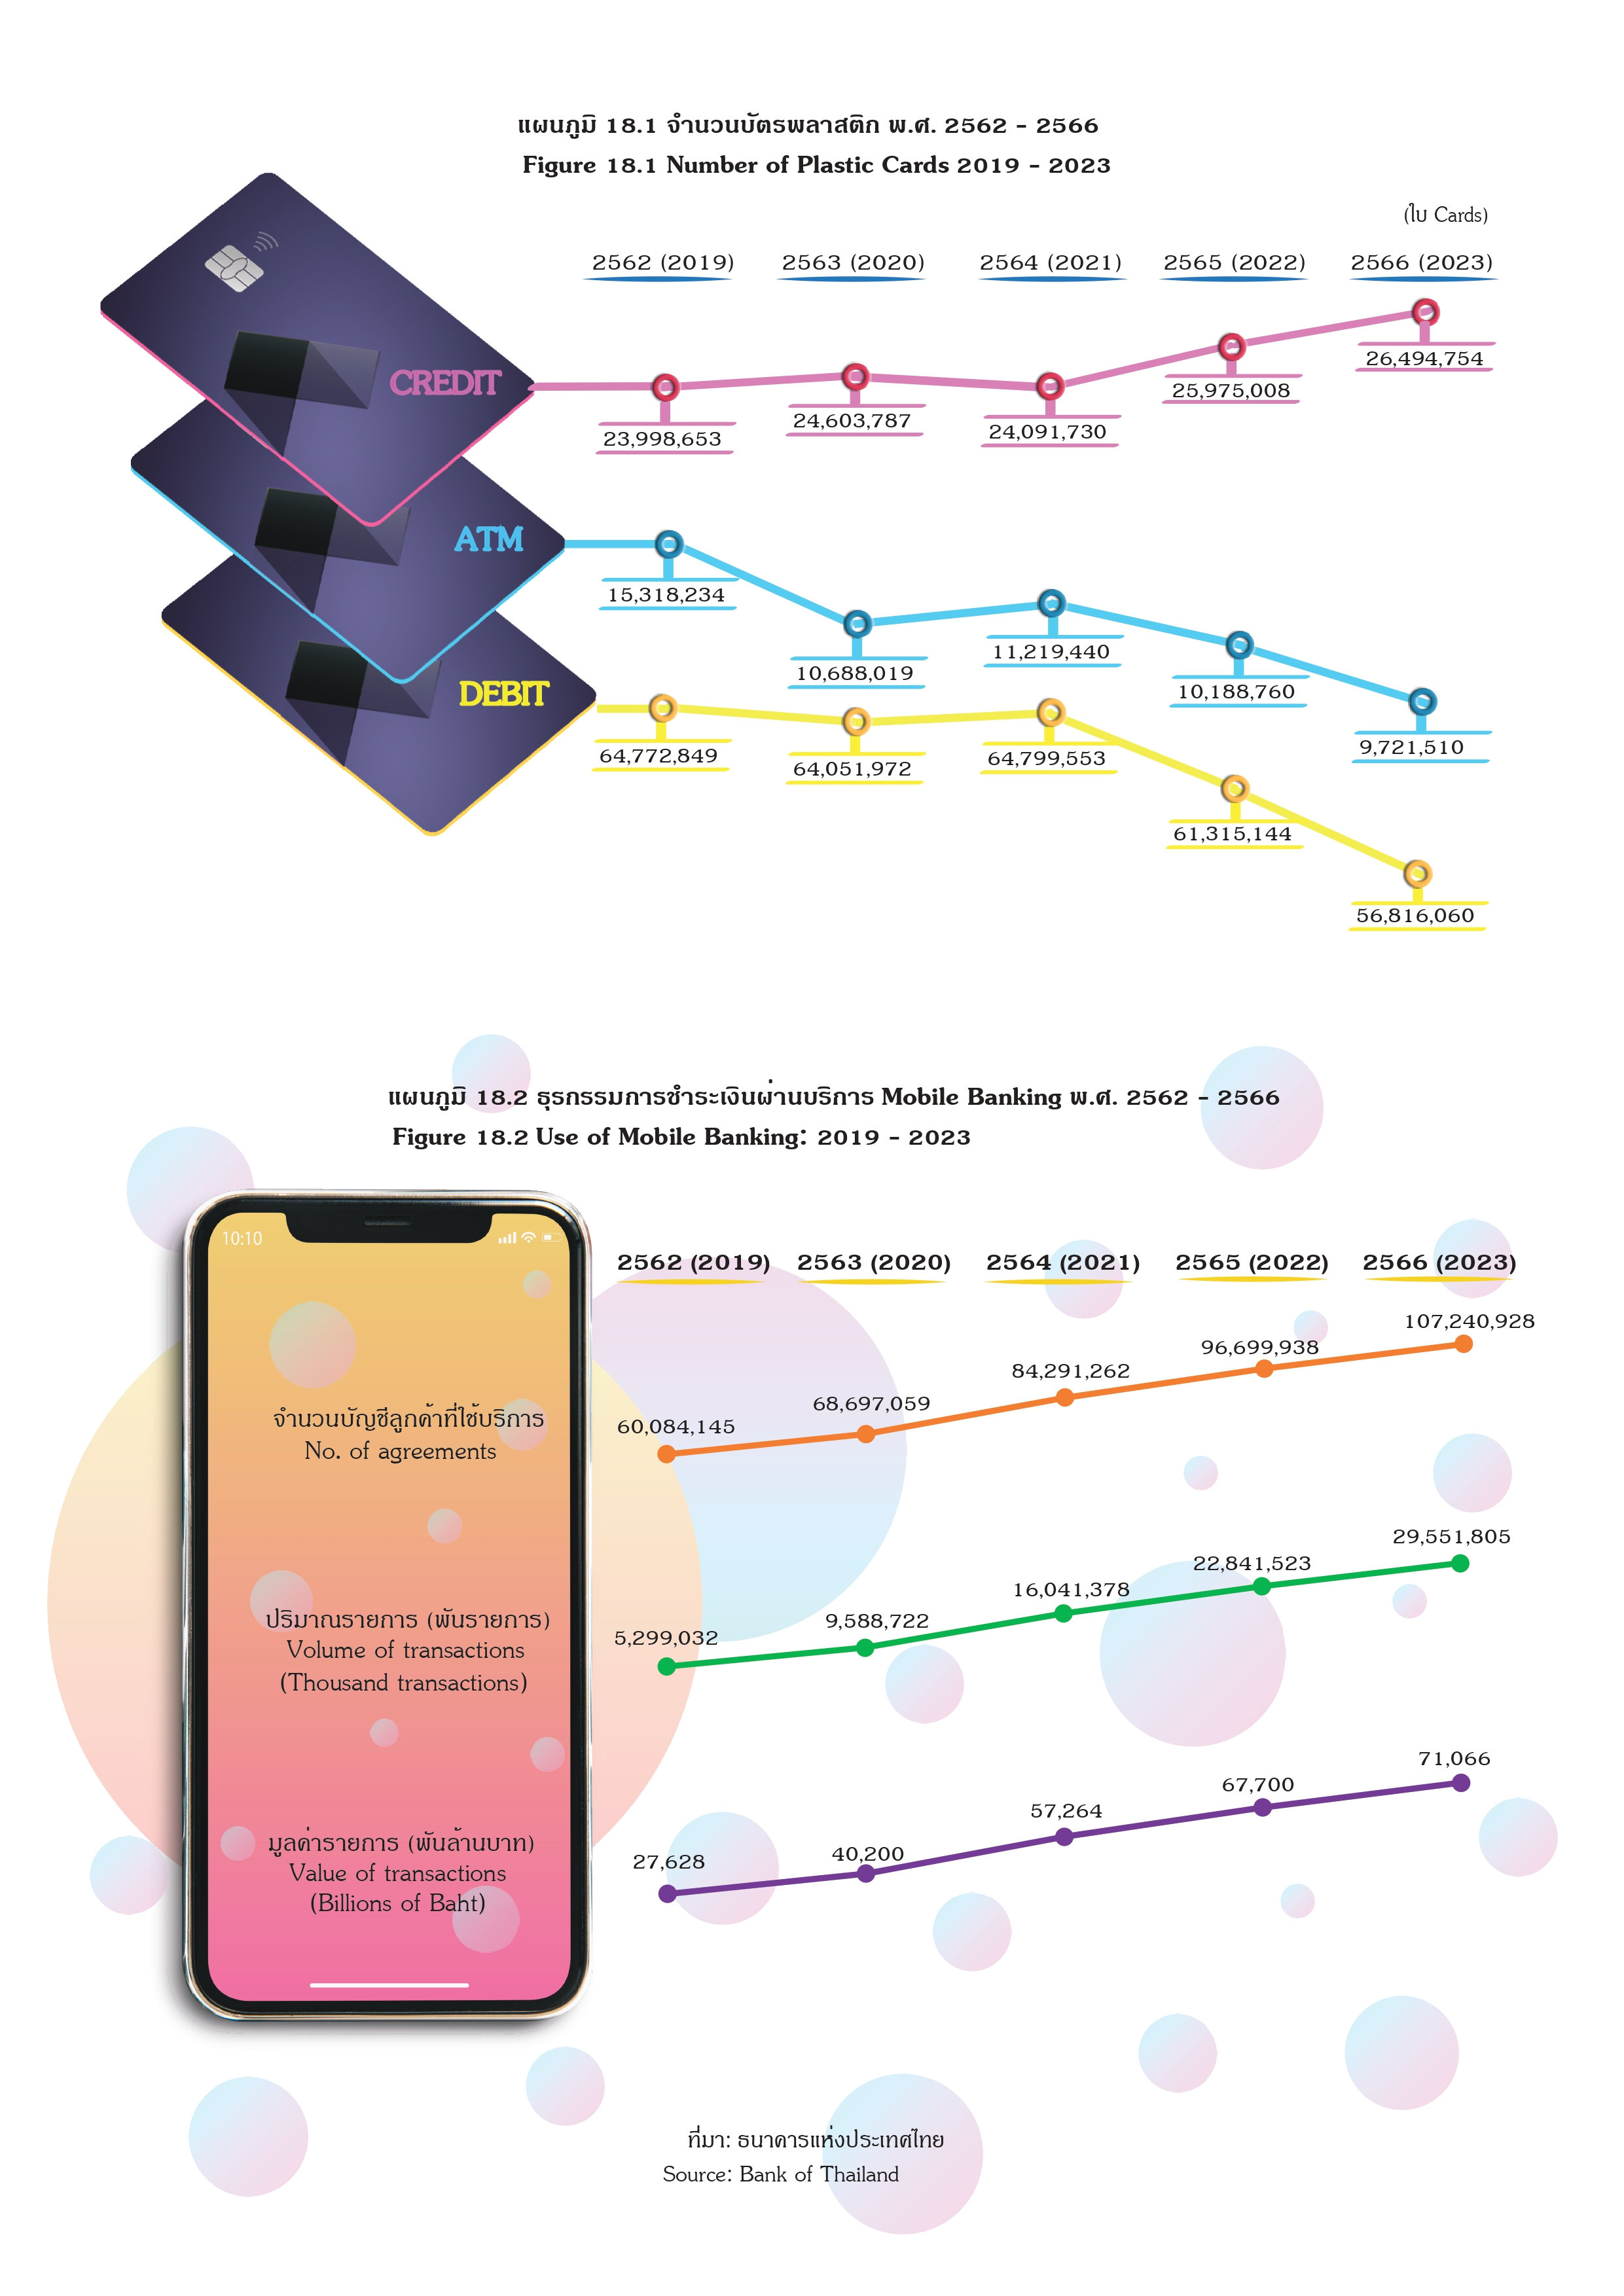 แผนภูมิ 18.1 จำนวนบัตรพลาสติก พ.ศ. 2562 - 2566
Figure 18.1 Number of Plastic Cards 2019 - 2023
(ใบ Cards)
2562 (2019) 2563 (2020) 2564 (2021) 2565 (2022) 2566 (2023)
CREDIT
23,998,653 24,603,787 24,091,730 25,975,008 26,494,754
ATM
15,318,234 10,688,019 11,219,440 10,188,760 9,721,510
DEBIT
64,772,849 64,051,972 64,799,553 61,315,144 56,816,060
แผนภูมิ 18.2 ธุรกรรมการชำระเงินผ่านบริการ Mobile Banking พ.ศ. 2562 - 2566
Figure 18.2 Use of Mobile Banking: 2019 - 2023
10:10
2562 (2019) 2563 (2020) 2564 (2021) 2565 (2022) 2566 (2023)
จำนวนบัญชีลูกค้าที่ใช้บริการ
No. of agreements
60,084,145 68,697,059 84,291,262 96,699,938 107,240,928
ปริมาณรายการ (พันรายการ)
Volume of transactions
(Thousand transactions)
5,299,032 9,588,722 16,041,378 22,841,523 29,551,805
มูลค่ารายการ (พันล้านบาท)
Value of transactions
(Billions of Baht)
27,628 40,200 57,264 67,700 71,066
ที่มา: ธนาคารแห่งประเทศไทย
Source: Bank of Thailand